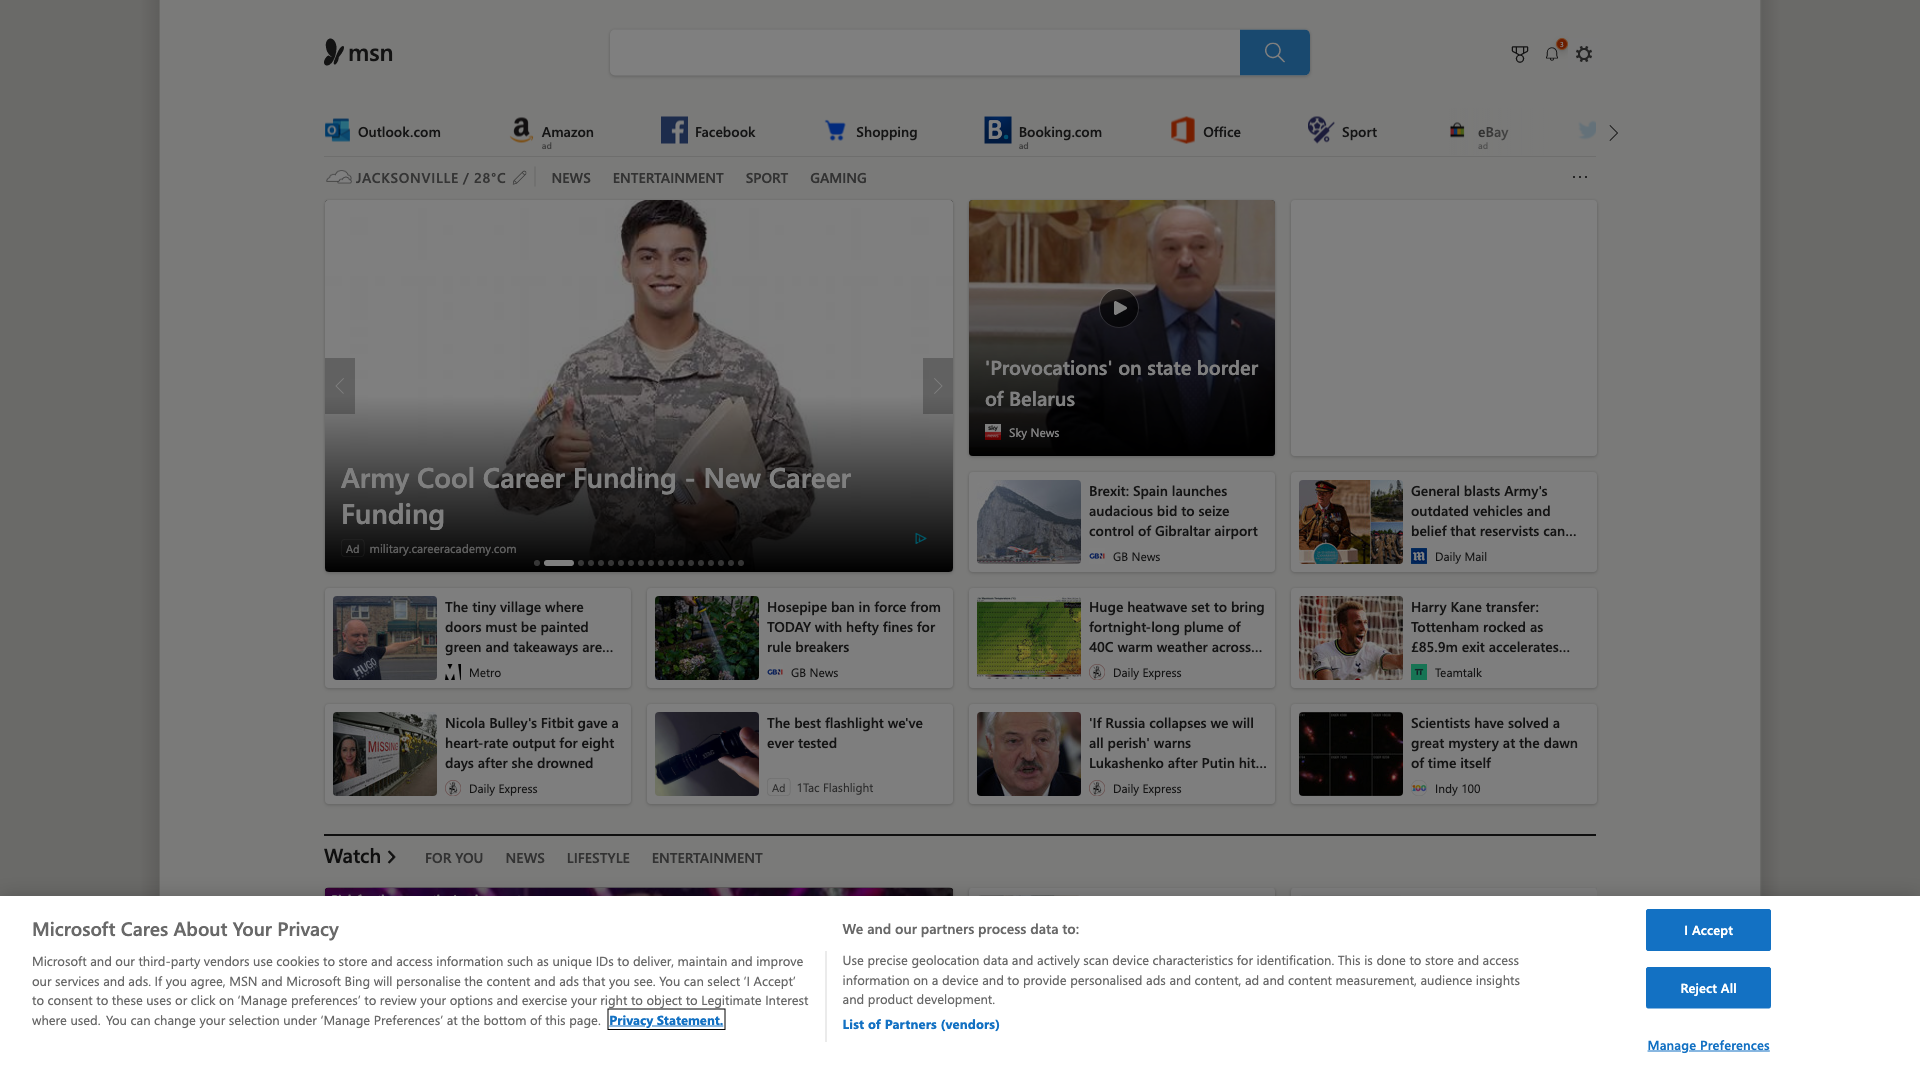 msn
3
Outlook.com
Amazon
ad
Facebook
Shopping
Booking.com
ad
Office
Sport
eBay
ad
JACKSONVILLE / 28°C
NEWS
ENTERTAINMENT
SPORT
GAMING
Army Cool Career Funding - New Career
Funding
Ad military.careeracademy.com
'Provocations' on state border
of Belarus
Sky News
Brexit: Spain launches
audacious bid to seize
control of Gibraltar airport
GB News
General blasts Army's
outdated vehicles and
belief that reservists can...
Daily Mail
The tiny village where
doors must be painted
green and takeaways are...
Metro
Hosepipe ban in force from
TODAY with hefty fines for
rule breakers
GB News
Huge heatwave set to bring
fortnight-long plume of
40C warm weather across...
Daily Express
Harry Kane transfer:
Tottenham rocked as
£85.9m exit accelerates...
Teamtalk
Nicola Bulley's Fitbit gave a
heart-rate output for eight
days after she drowned
Daily Express
The best flashlight we've
ever tested
Ad 1Tac Flashlight
'If Russia collapses we will
all perish' warns
Lukashenko after Putin hit...
Daily Express
Scientists have solved a
great mystery at the dawn
of time itself
Indy 100
Watch
FOR YOU
NEWS
LIFESTYLE
ENTERTAINMENT
Microsoft Cares About Your Privacy
Microsoft and our third-party vendors use cookies to store and access information such as unique IDs to deliver, maintain and improve
our services and ads. If you agree, MSN and Microsoft Bing will personalise the content and ads that you see. You can select ‘I Accept’
to consent to these uses or click on ‘Manage preferences’ to review your options and exercise your right to object to Legitimate Interest
where used. You can change your selection under ‘Manage Preferences’ at the bottom of this page. Privacy Statement.
We and our partners process data to:
Use precise geolocation data and actively scan device characteristics for identification. This is done to store and access
information on a device and to provide personalised ads and content, ad and content measurement, audience insights
and product development.
List of Partners (vendors)
I Accept
Reject All
Manage Preferences